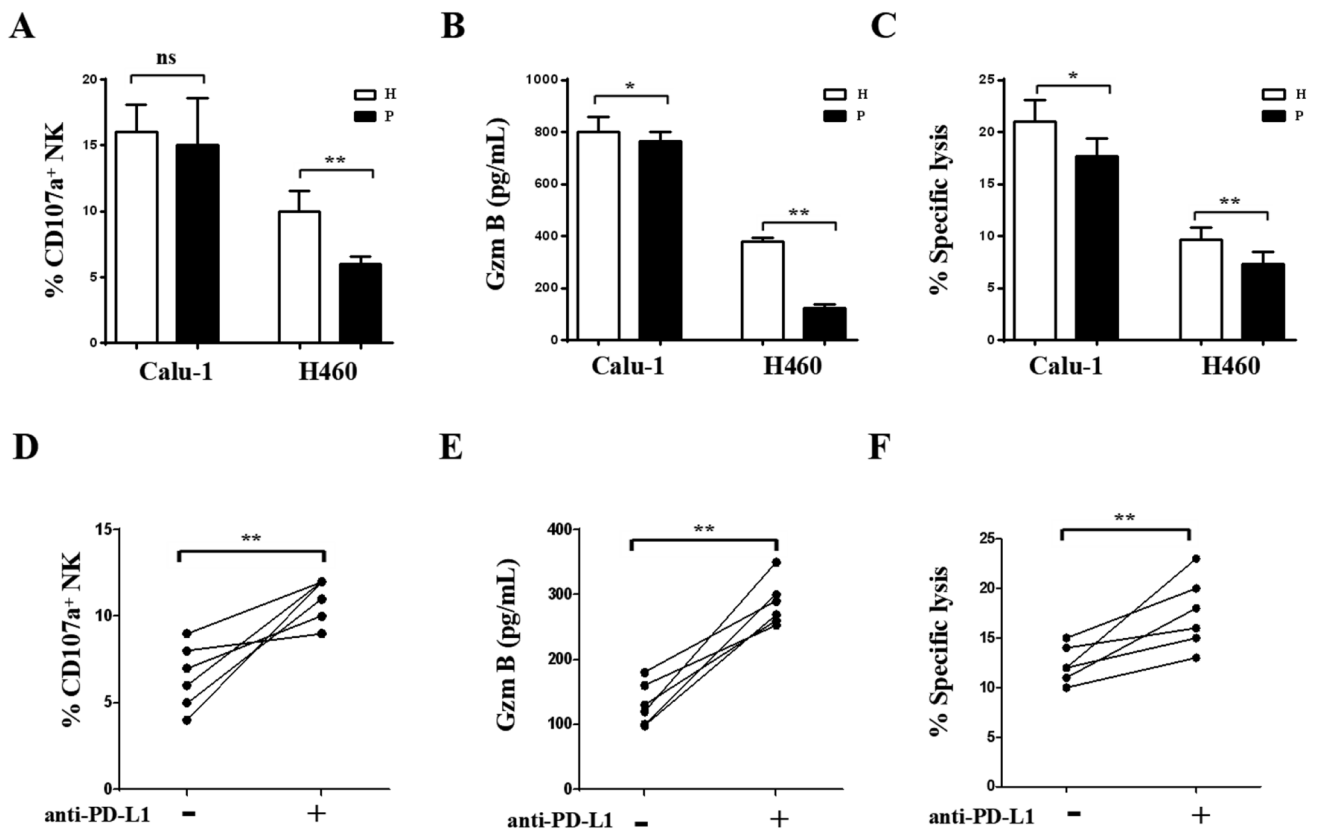 A
ns
% CD107a⁺ NK
20
15
10
5
0
**
H
P
Calu-1 H460
B
Gzm B (pg/mL)
1000
800
600
400
200
0
*
**
H
P
Calu-1 H460
C
% Specific lysis
25
20
15
10
5
0
*
**
H
P
Calu-1 H460
D
% CD107a⁺ NK
15
10
5
0
**
anti-PD-L1 - +
E
Gzm B (pg/mL)
400
300
200
100
0
**
anti-PD-L1 - +
F
% Specific lysis
25
20
15
10
5
0
**
anti-PD-L1 - +